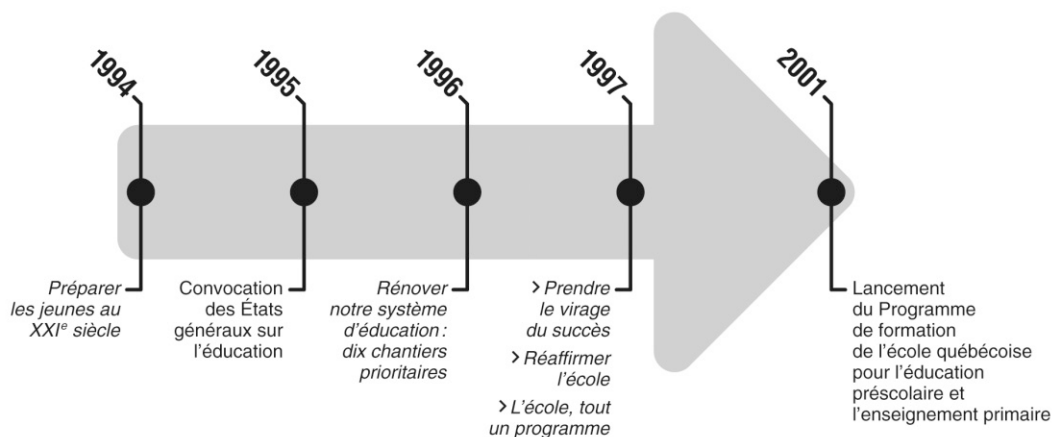 1994
1995
1996
1997
2001
Préparer
les jeunes au
XXIe siècle
Convocation
des États
généraux sur
l'éducation
Rénover
notre système
d'éducation :
dix chantiers
prioritaires
> Prendre
le virage
du succès
> Réaffirmer
l'école
> L'école, tout
un programme
Lancement
du Programme
de formation
de l'école québécoise
pour l'éducation
préscolaire et
l'enseignement primaire